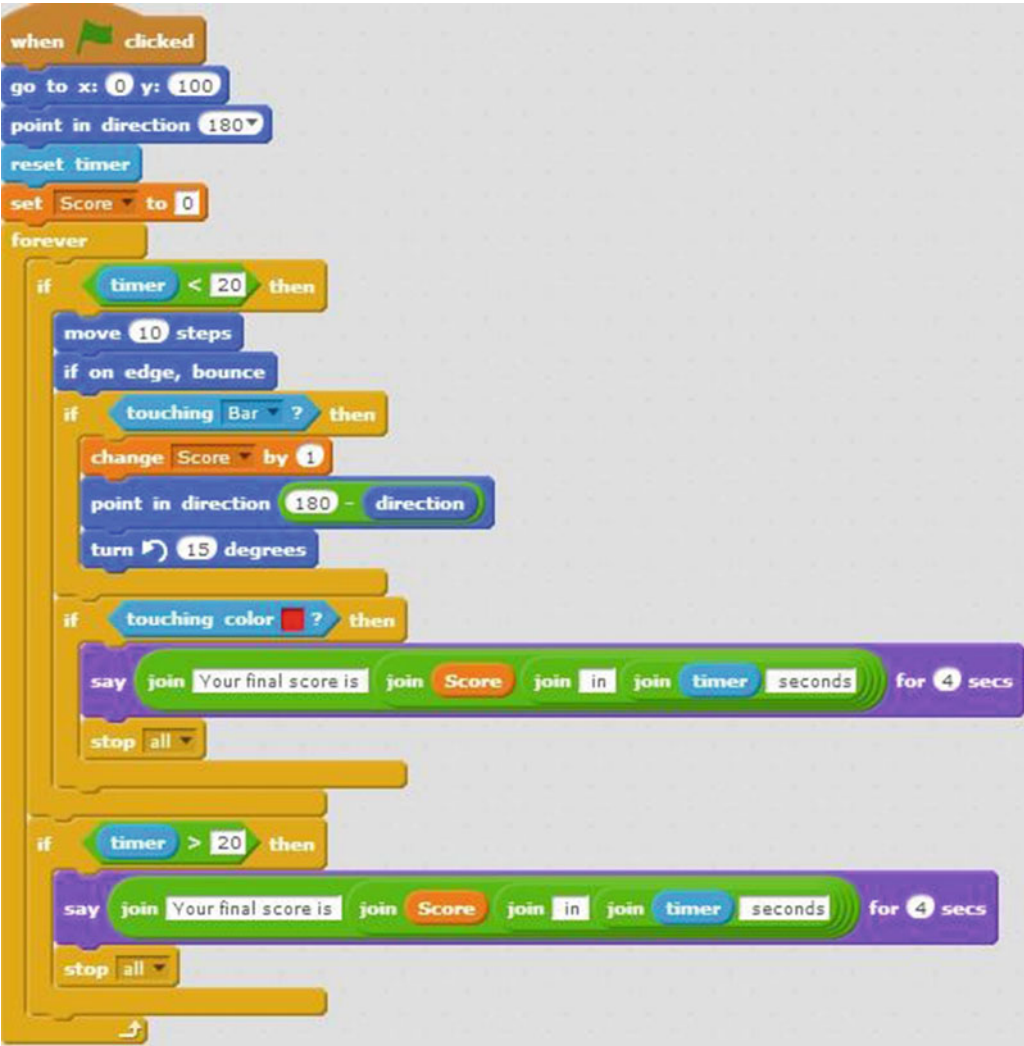 when clicked
go to x: 0 y: 100
point in direction 180
reset timer
set Score to 0
forever
if timer < 20 then
move 10 steps
if on edge, bounce
if touching Bar ? then
change Score by 1
point in direction 180 - direction
turn 15 degrees
if touching color ? then
say join Your final score is join Score join in join timer seconds for 4 secs
stop all
if timer > 20 then
say join Your final score is join Score join in join timer seconds for 4 secs
stop all